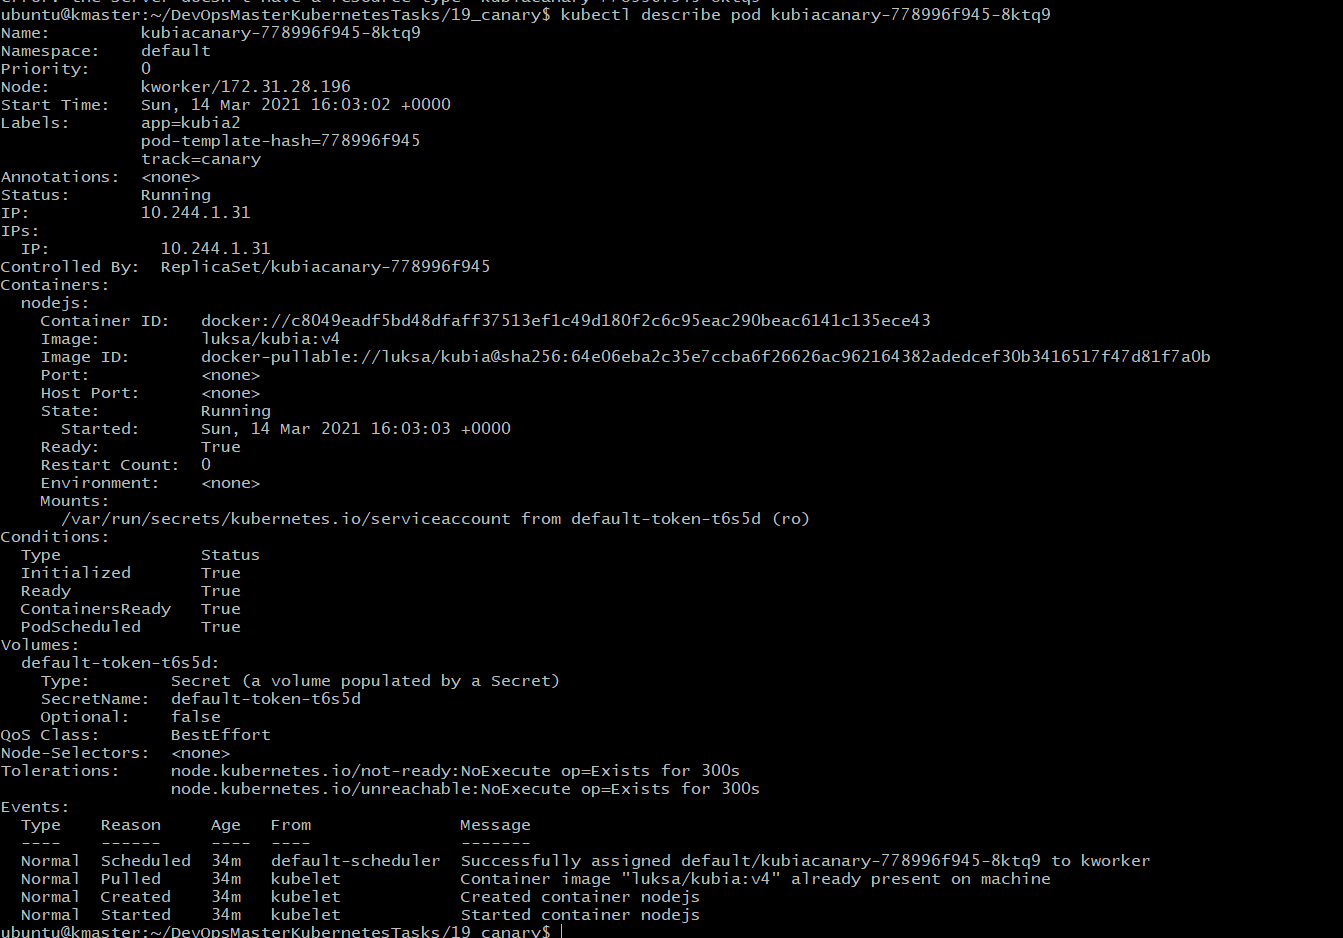 error: the server doesn't have a resource type "kubiacanary-778996f945-8ktq9"
ubuntu@kmaster:~/DevOpsMasterKubernetesTasks/19_canary$ kubectl describe pod kubiacanary-778996f945-8ktq9
Name:         kubiacanary-778996f945-8ktq9
Namespace:    default
Priority:     0
Node:         kworker/172.31.28.196
Start Time:   Sun, 14 Mar 2021 16:03:02 +0000
Labels:       app=kubia2
              pod-template-hash=778996f945
              track=canary
Annotations:  <none>
Status:       Running
IP:           10.244.1.31
IPs:
  IP:           10.244.1.31
Controlled By:  ReplicaSet/kubiacanary-778996f945
Containers:
  nodejs:
    Container ID:   docker://c8049eadf5bd48dfaff37513ef1c49d180f2c6c95eac290beac6141c135ece43
    Image:          luksa/kubia:v4
    Image ID:       docker-pullable://luksa/kubia@sha256:64e06eba2c35e7ccba6f26626ac962164382adedcef30b3416517f47d81f7a0b
    Port:           <none>
    Host Port:      <none>
    State:          Running
      Started:      Sun, 14 Mar 2021 16:03:03 +0000
    Ready:          True
    Restart Count:  0
    Environment:    <none>
    Mounts:
      /var/run/secrets/kubernetes.io/serviceaccount from default-token-t6s5d (ro)
Conditions:
  Type              Status
  Initialized       True
  Ready             True
  ContainersReady   True
  PodScheduled      True
Volumes:
  default-token-t6s5d:
    Type:        Secret (a volume populated by a Secret)
    SecretName:  default-token-t6s5d
    Optional:    false
QoS Class:       BestEffort
Node-Selectors:  <none>
Tolerations:     node.kubernetes.io/not-ready:NoExecute op=Exists for 300s
                 node.kubernetes.io/unreachable:NoExecute op=Exists for 300s
Events:
  Type    Reason     Age   From               Message
  ----    ------     ----  ----               -------
  Normal  Scheduled  34m   default-scheduler  Successfully assigned default/kubiacanary-778996f945-8ktq9 to kworker
  Normal  Pulled     34m   kubelet            Container image "luksa/kubia:v4" already present on machine
  Normal  Created    34m   kubelet            Created container nodejs
  Normal  Started    34m   kubelet            Started container nodejs
ubuntu@kmaster:~/DevOpsMasterKubernetesTasks/19_canary$